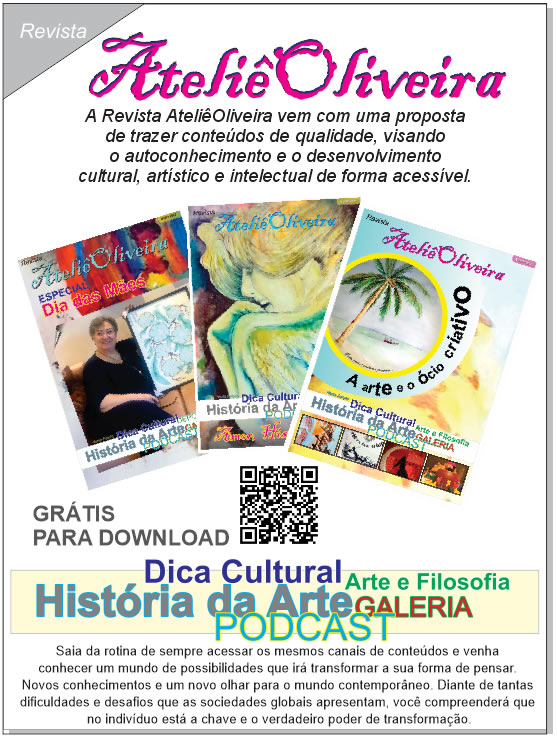 Revista
AteliêOliveira
A Revista AteliêOliveira vem com uma proposta
de trazer conteúdos de qualidade, visando
o autoconhecimento e o desenvolvimento
cultural, artístico e intelectual de forma acessível.
Revista
AteliêOliveira
ESPECIAL
Dia das Mães
Dica Cultural
História da Arte
PODCAST
Revista
AteliêOliveira
Dica Cultural
História da Arte
PODCAST
Amor
Revista
AteliêOliveira
A arte e o Ócio criativo
Dica Cultural
Arte e Filosofia
História da Arte
GALERIA
PODCAST
GRÁTIS
PARA DOWNLOAD
Dica Cultural
Arte e Filosofia
História da Arte
GALERIA
PODCAST
Saia da rotina de sempre acessar os mesmos canais de conteúdos e venha
conhecer um mundo de possibilidades que irá transformar a sua forma de pensar.
Novos conhecimentos e um novo olhar para o mundo contemporâneo. Diante de tantas
dificuldades e desafios que as sociedades globais apresentam, você compreenderá que
no indivíduo está a chave e o verdadeiro poder de transformação.